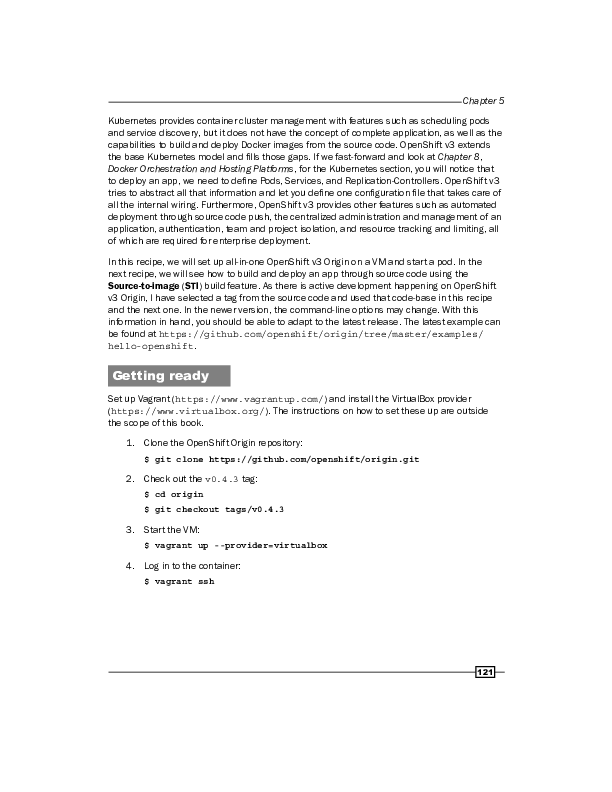 Chapter 5
Kubernetes provides container cluster management with features such as scheduling pods
and service discovery, but it does not have the concept of complete application, as well as the
capabilities to build and deploy Docker images from the source code. OpenShift v3 extends
the base Kubernetes model and fills those gaps. If we fast-forward and look at Chapter 8,
Docker Orchestration and Hosting Platforms, for the Kubernetes section, you will notice that
to deploy an app, we need to define Pods, Services, and Replication-Controllers. OpenShift v3
tries to abstract all that information and let you define one configuration file that takes care of
all the internal wiring. Furthermore, OpenShift v3 provides other features such as automated
deployment through source code push, the centralized administration and management of an
application, authentication, team and project isolation, and resource tracking and limiting, all
of which are required for enterprise deployment.
In this recipe, we will set up all-in-one OpenShift v3 Origin on a VM and start a pod. In the
next recipe, we will see how to build and deploy an app through source code using the
Source-to-image (STI) build feature. As there is active development happening on OpenShift
v3 Origin, I have selected a tag from the source code and used that code-base in this recipe
and the next one. In the newer version, the command-line options may change. With this
information in hand, you should be able to adapt to the latest release. The latest example can
be found at https://github.com/openshift/origin/tree/master/examples/
hello-openshift.
Getting ready
Set up Vagrant (https://www.vagrantup.com/) and install the VirtualBox provider
(https://www.virtualbox.org/). The instructions on how to set these up are outside
the scope of this book.
1. Clone the OpenShift Origin repository:
$ git clone https://github.com/openshift/origin.git
2. Check out the v0.4.3 tag:
$ cd origin
$ git checkout tags/v0.4.3
3. Start the VM:
$ vagrant up --provider=virtualbox
4. Log in to the container:
$ vagrant ssh
121